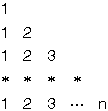 1
1 2
1 2 3
* * * *
1 2 3 ... n